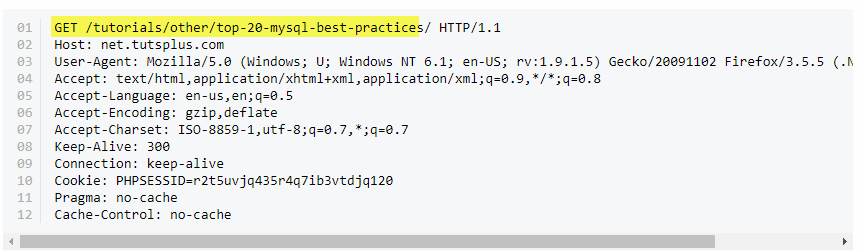 01 GET /tutorials/other/top-20-mysql-best-practices/ HTTP/1.1
02 Host: net.tutsplus.com
03 User-Agent: Mozilla/5.0 (Windows; U; Windows NT 6.1; en-US; rv:1.9.1.5) Gecko/20091102 Firefox/3.5.5 (.N
04 Accept: text/html,application/xhtml+xml,application/xml;q=0.9,*/*;q=0.8
05 Accept-Language: en-us,en;q=0.5
06 Accept-Encoding: gzip,deflate
07 Accept-Charset: ISO-8859-1,utf-8;q=0.7,*;q=0.7
08 Keep-Alive: 300
09 Connection: keep-alive
10 Cookie: PHPSESSID=r2t5uvjq435r4q7ib3vtdjq120
11 Pragma: no-cache
12 Cache-Control: no-cache